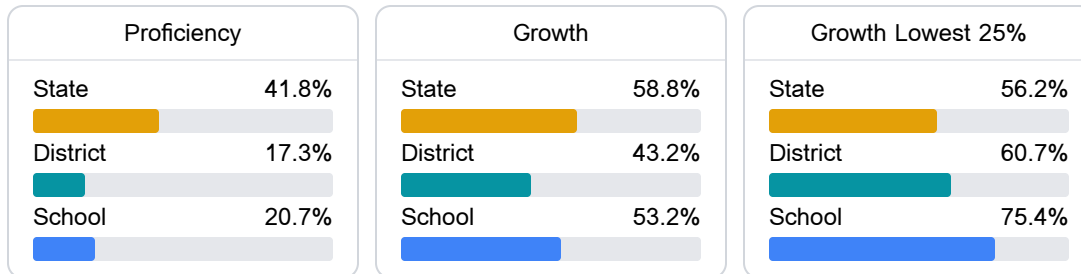 Proficiency
State 41.8%
District 17.3%
School 20.7%
Growth
State 58.8%
District 43.2%
School 53.2%
Growth Lowest 25%
State 56.2%
District 60.7%
School 75.4%